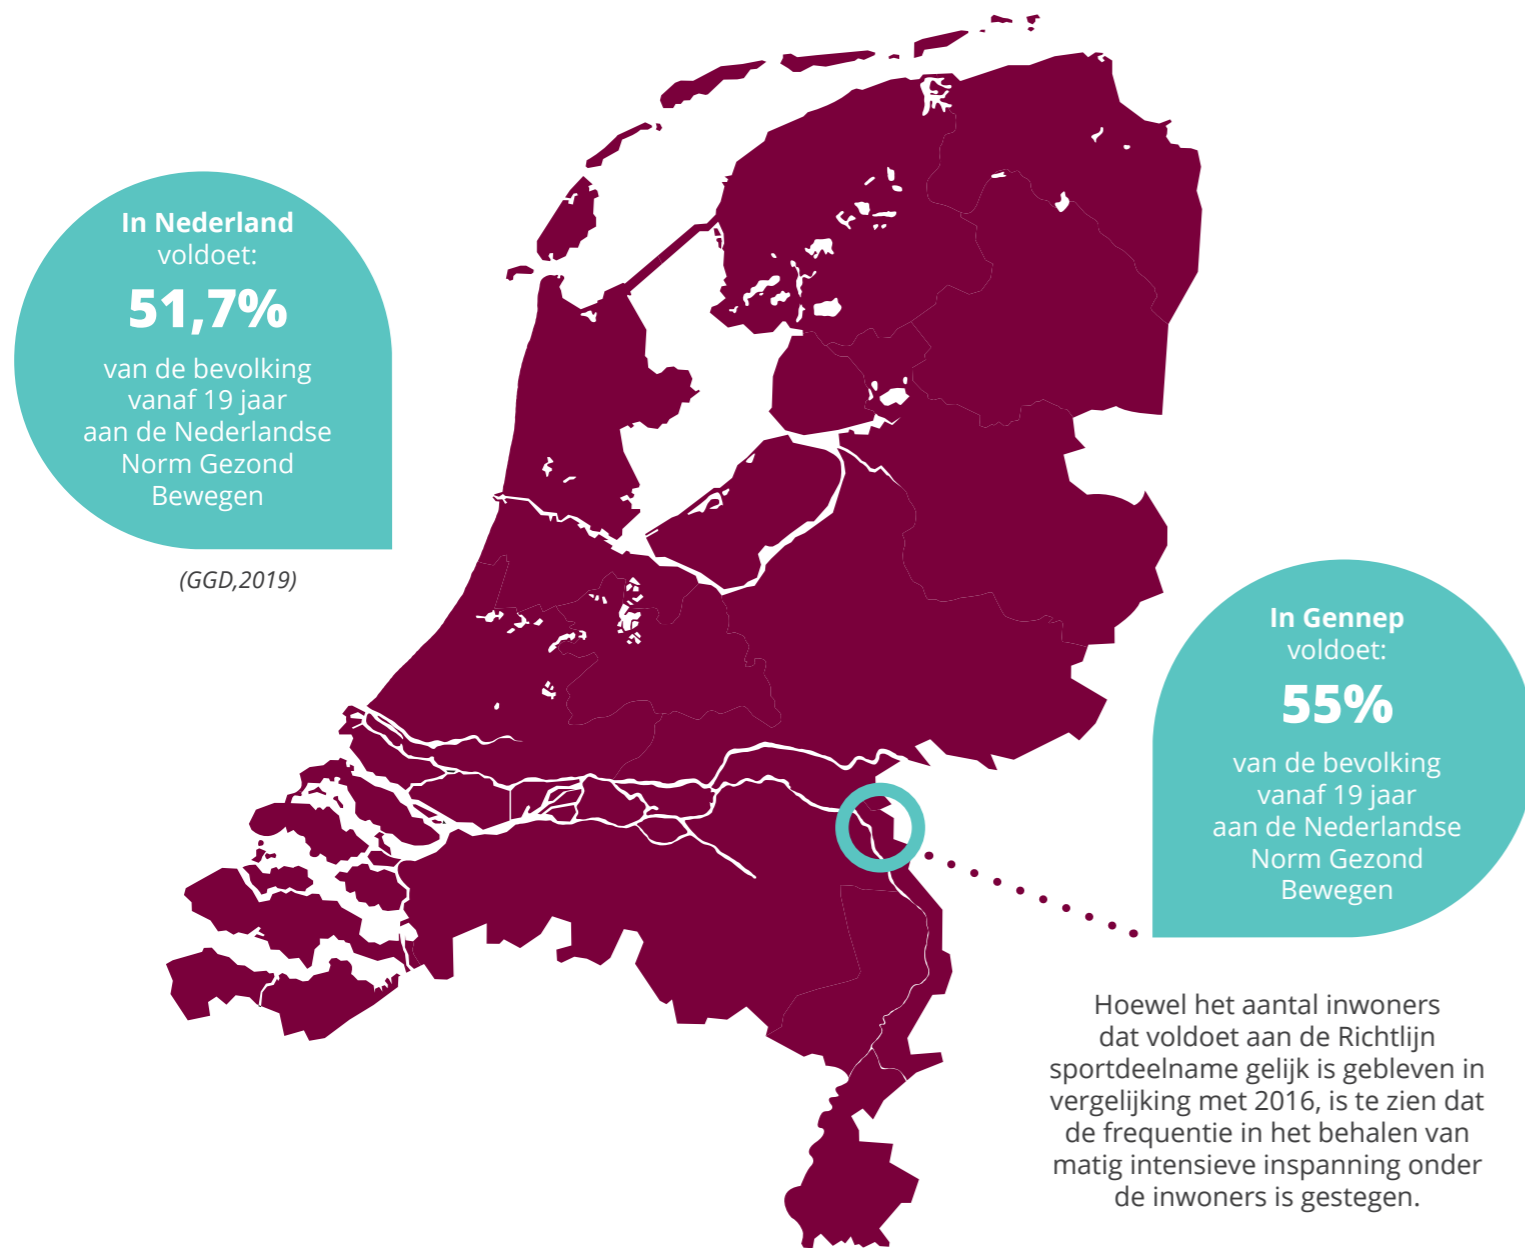 In Nederland
voldoet:
51,7%
van de bevolking
vanaf 19 jaar
aan de Nederlandse
Norm Gezond
Bewegen
(GGD,2019)
In Gennep
voldoet:
55%
van de bevolking
vanaf 19 jaar
aan de Nederlandse
Norm Gezond
Bewegen
Hoewel het aantal inwoners
dat voldoet aan de Richtlijn
sportdeelname gelijk is gebleven in
vergelijking met 2016, is te zien dat
de frequentie in het behalen van
matig intensieve inspanning onder
de inwoners is gestegen.